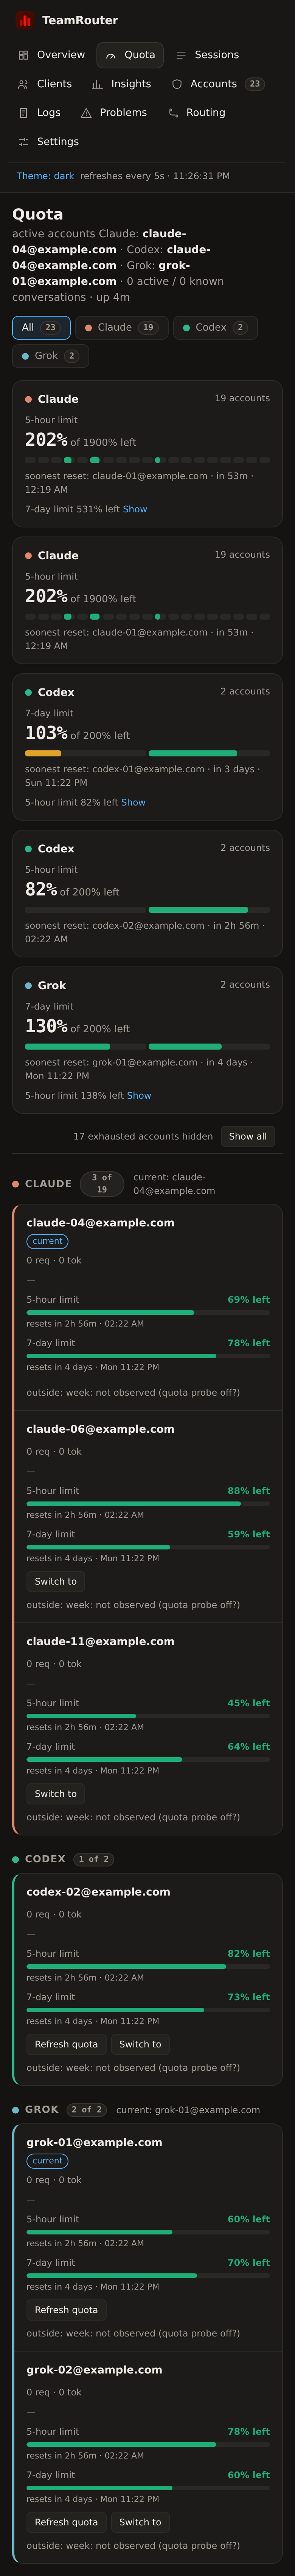 TeamRouter
Overview
Quota
Sessions
Clients
Insights
Accounts 23
Logs
Problems
Routing
Settings
Theme: dark refreshes every 5s · 11:26:31 PM
Quota
active accounts Claude: claude-
04@example.com · Codex: claude-
04@example.com · Grok: grok-
01@example.com · 0 active / 0 known
conversations · up 4m
All 23
Claude 19
Codex 2
Grok 2
Claude 19 accounts
5-hour limit
202% of 1900% left
soonest reset: claude-01@example.com · in 53m ·
12:19 AM
7-day limit 531% left Show
Claude 19 accounts
5-hour limit
202% of 1900% left
soonest reset: claude-01@example.com · in 53m ·
12:19 AM
Codex 2 accounts
7-day limit
103% of 200% left
soonest reset: codex-01@example.com · in 3 days ·
Sun 11:22 PM
5-hour limit 82% left Show
Codex 2 accounts
5-hour limit
82% of 200% left
soonest reset: codex-02@example.com · in 2h 56m ·
02:22 AM
Grok 2 accounts
7-day limit
130% of 200% left
soonest reset: grok-01@example.com · in 4 days ·
Mon 11:22 PM
5-hour limit 138% left Show
17 exhausted accounts hidden Show all
CLAUDE 3 of 19 current: claude-
04@example.com
claude-04@example.com
current
0 req · 0 tok
—
5-hour limit 69% left
resets in 2h 56m · 02:22 AM
7-day limit 78% left
resets in 4 days · Mon 11:22 PM
outside: week: not observed (quota probe off?)
claude-06@example.com
0 req · 0 tok
—
5-hour limit 88% left
resets in 2h 56m · 02:22 AM
7-day limit 59% left
resets in 4 days · Mon 11:22 PM
Switch to
outside: week: not observed (quota probe off?)
claude-11@example.com
0 req · 0 tok
—
5-hour limit 45% left
resets in 2h 56m · 02:22 AM
7-day limit 64% left
resets in 4 days · Mon 11:22 PM
Switch to
outside: week: not observed (quota probe off?)
CODEX 1 of 2
codex-02@example.com
0 req · 0 tok
—
5-hour limit 82% left
resets in 2h 56m · 02:22 AM
7-day limit 73% left
resets in 4 days · Mon 11:22 PM
Refresh quota Switch to
outside: week: not observed (quota probe off?)
GROK 2 of 2 current: grok-01@example.com
grok-01@example.com
current
0 req · 0 tok
—
5-hour limit 60% left
resets in 2h 56m · 02:22 AM
7-day limit 70% left
resets in 4 days · Mon 11:22 PM
Refresh quota
outside: week: not observed (quota probe off?)
grok-02@example.com
0 req · 0 tok
—
5-hour limit 78% left
resets in 2h 56m · 02:22 AM
7-day limit 60% left
resets in 4 days · Mon 11:22 PM
Refresh quota Switch to
outside: week: not observed (quota probe off?)